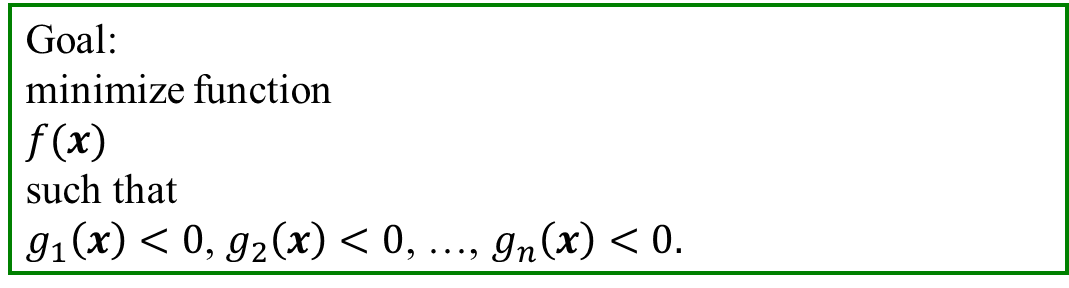 Goal:
minimize function
f(x)
such that
g₁(x) < 0, g₂(x) < 0, …, gₙ(x) < 0.